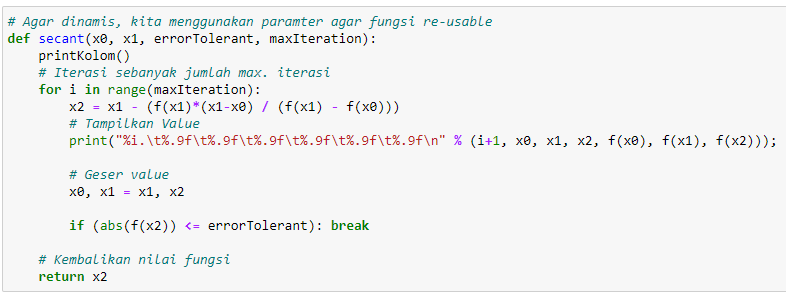 # Agar dinamis, kita menggunakan paramter agar fungsi re-usable
def secant(x0, x1, errorTolerant, maxIteration):
    printKolom()
    # Iterasi sebanyak jumlah max. iterasi
    for i in range(maxIteration):
        x2 = x1 - (f(x1)*(x1-x0) / (f(x1) - f(x0)))
        # Tampilkan Value
        print("%i.\t%.9f\t%.9f\t%.9f\t%.9f\t%.9f\t%.9f\n" % (i+1, x0, x1, x2, f(x0), f(x1), f(x2)));
        # Geser value
        x0, x1 = x1, x2
        if (abs(f(x2)) <= errorTolerant): break
    # Kembalikan nilai fungsi
    return x2